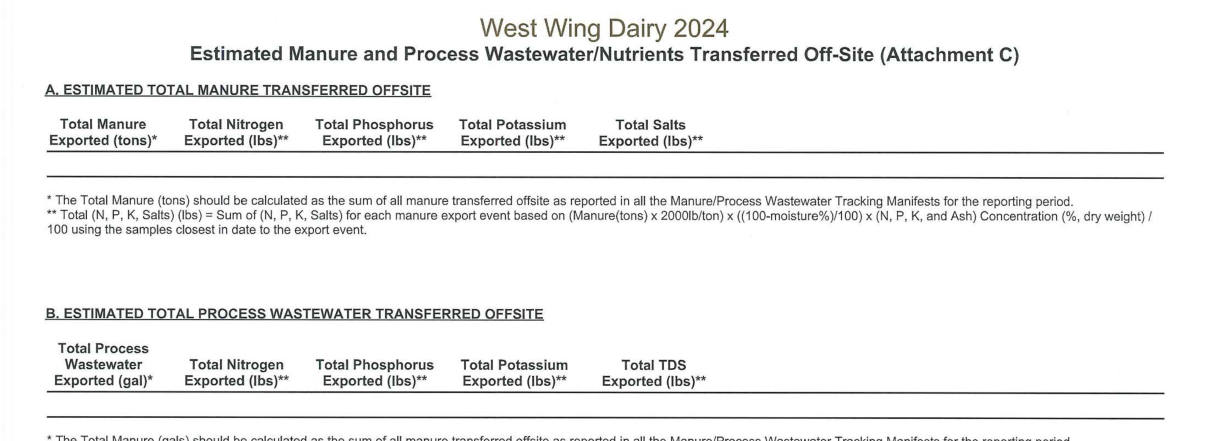 West Wing Dairy 2024
Estimated Manure and Process Wastewater/Nutrients Transferred Off-Site (Attachment C)
A. ESTIMATED TOTAL MANURE TRANSFERRED OFFSITE
Total Manure Exported (tons)* Total Nitrogen Exported (lbs)** Total Phosphorus Exported (lbs)** Total Potassium Exported (lbs)** Total Salts Exported (lbs)**
* The Total Manure (tons) should be calculated as the sum of all manure transferred offsite as reported in all the Manure/Process Wastewater Tracking Manifests for the reporting period.
** Total (N, P, K, Salts) (lbs) = Sum of (N, P, K, Salts) for each manure export event based on (Manure(tons) x 2000lb/ton) x ((100-moisture%)/100) x (N, P, K, and Ash) Concentration (%, dry weight) /
100 using the samples closest in date to the export event.
B. ESTIMATED TOTAL PROCESS WASTEWATER TRANSFERRED OFFSITE
Total Process Wastewater Exported (gal)* Total Nitrogen Exported (lbs)** Total Phosphorus Exported (lbs)** Total Potassium Exported (lbs)** Total TDS Exported (lbs)**
* The Total Manure (gals) should be calculated as the sum of all manure transferred offsite as reported in all the Manure/Process Wastewater Tracking Manifests for the reporting period.